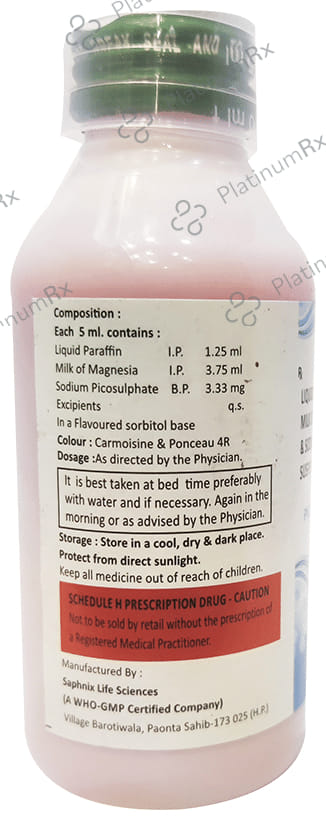 BREAK SEAL AND
PlatinumRx
PlatinumRx
PlatinumRx
Composition :
Each 5 ml. contains :
Liquid Paraffin I.P. 1.25 ml
Milk of Magnesia I.P. 3.75 ml
Sodium Picosulphate B.P. 3.33 mg
Excipients q.s.
In a Flavoured sorbitol base
Colour : Carmoisine & Ponceau 4R
Dosage :As directed by the Physician.
It is best taken at bed time preferably
with water and if necessary. Again in the
morning or as advised by the Physician.
Storage : Store in a cool, dry & dark place.
Protect from direct sunlight.
Keep all medicine out of reach of children.
SCHEDULE H PRESCRIPTION DRUG - CAUTION
Not to be sold by retail without the prescription of
a Registered Medical Practitioner.
Manufactured By :
Saphnix Life Sciences
(A WHO-GMP Certified Company)
Village Barotiwala, Paonta Sahib-173 025 (H.P.)